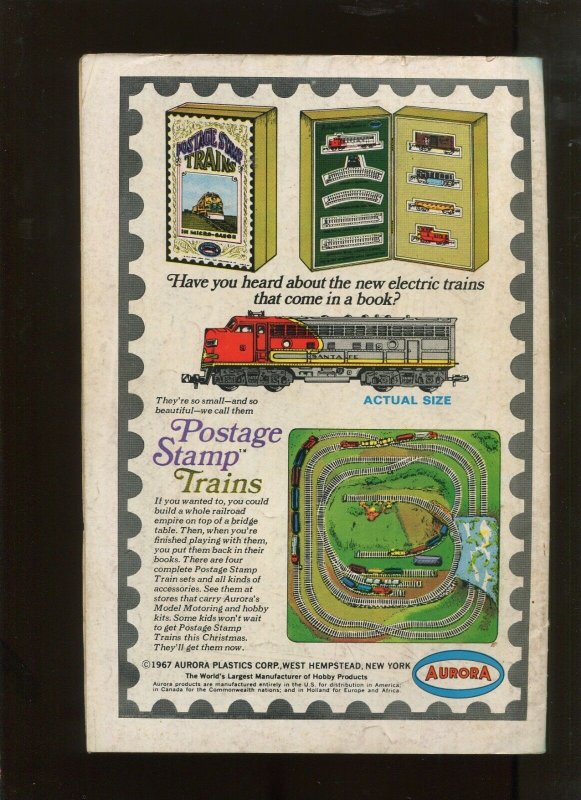 POSTAGE STAMP
TRAINS
IN MICRO-GAUGE
Have you heard about the new electric trains
that come in a book?
SANTA FE
They're so small—and so
beautiful—we call them
ACTUAL SIZE
Postage
Stamp™
Trains
If you wanted to, you could
build a whole railroad
empire on top of a bridge
table. Then, when you're
finished playing with them,
you put them back in their
books. There are four
complete Postage Stamp
Train sets and all kinds of
accessories. See them at
stores that carry Aurora's
Model Motoring and hobby
kits. Some kids won't wait
to get Postage Stamp
Trains this Christmas.
They'll get them now.
©1967 AURORA PLASTICS CORP., WEST HEMPSTEAD, NEW YORK
The World's Largest Manufacturer of Hobby Products
Aurora products are manufactured entirely in the U.S. for distribution in America;
in Canada for the Commonwealth nations; and in Holland for Europe and Africa.
AURORA